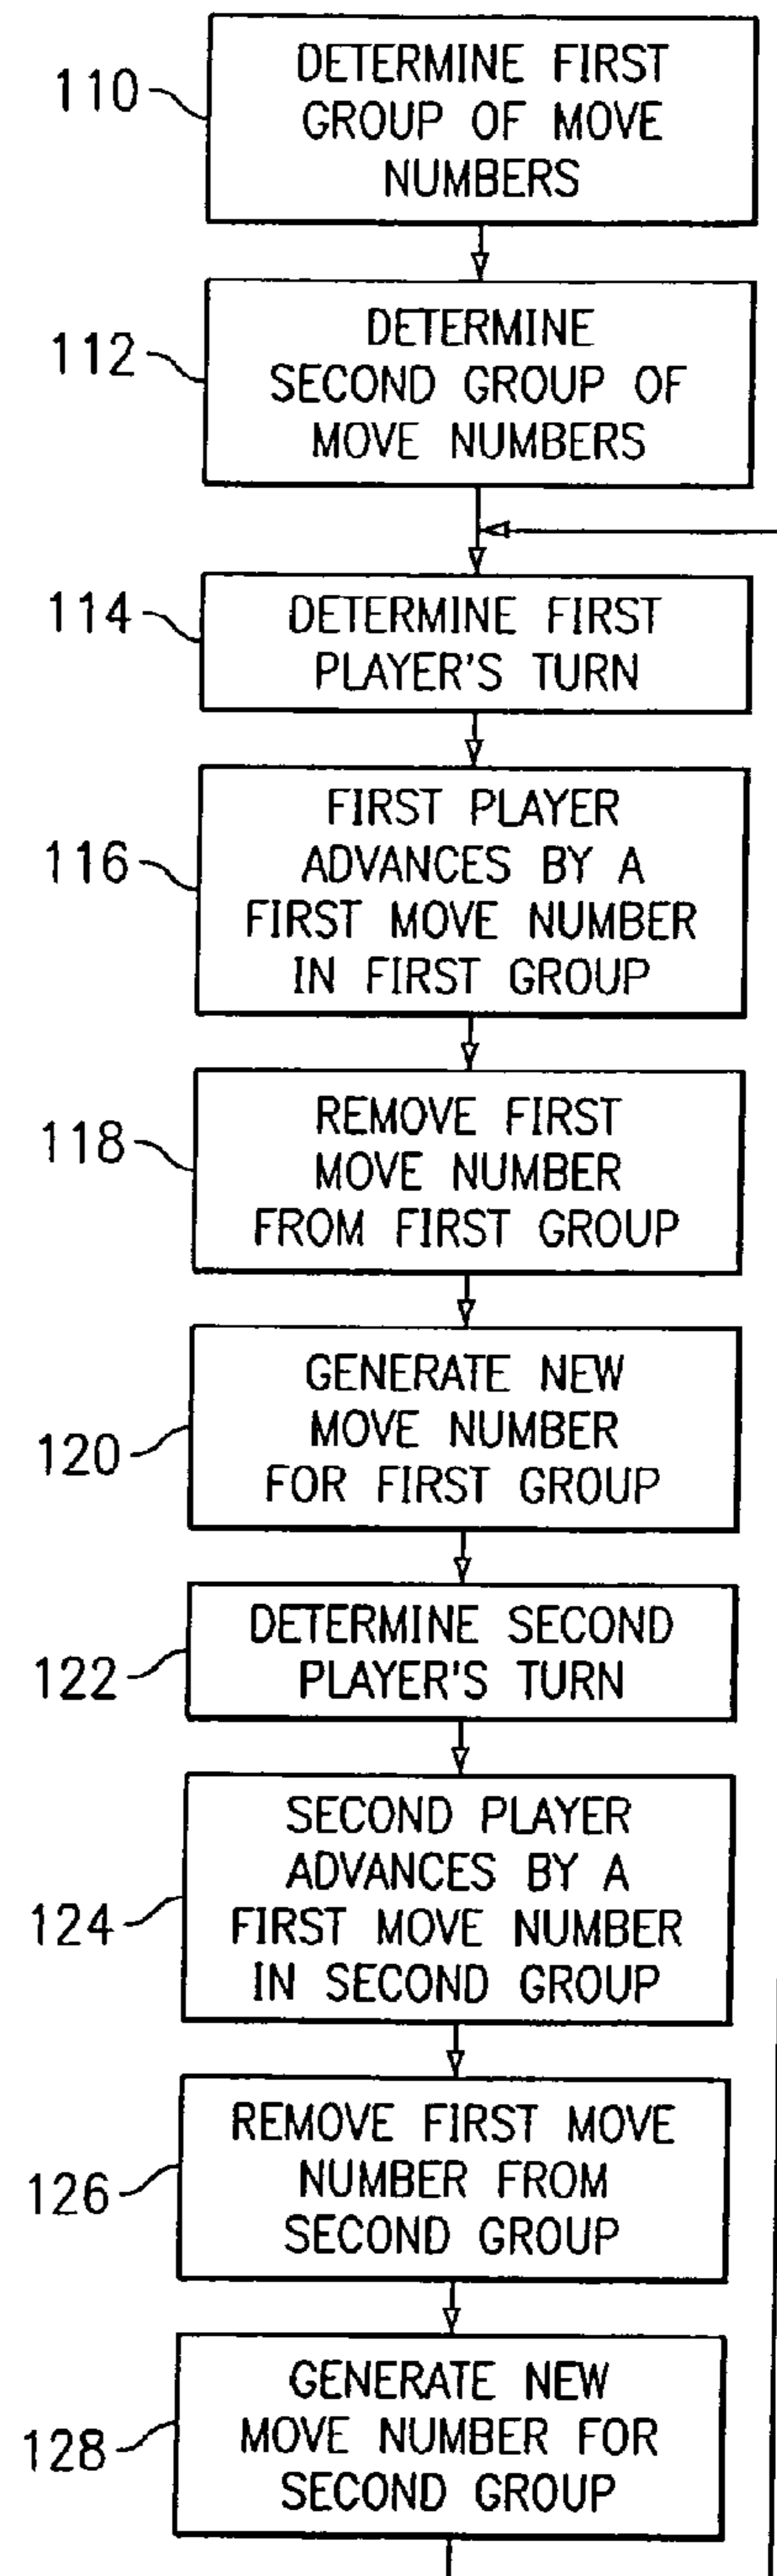 110
DETERMINE FIRST
GROUP OF MOVE
NUMBERS
112
DETERMINE
SECOND GROUP OF
MOVE NUMBERS
114
DETERMINE FIRST
PLAYER'S TURN
116
FIRST PLAYER
ADVANCES BY A
FIRST MOVE NUMBER
IN FIRST GROUP
118
REMOVE FIRST
MOVE NUMBER
FROM FIRST GROUP
120
GENERATE NEW
MOVE NUMBER
FOR FIRST GROUP
122
DETERMINE SECOND
PLAYER'S TURN
124
SECOND PLAYER
ADVANCES BY A
FIRST MOVE NUMBER
IN SECOND GROUP
126
REMOVE FIRST MOVE
NUMBER FROM
SECOND GROUP
128
GENERATE NEW
MOVE NUMBER FOR
SECOND GROUP